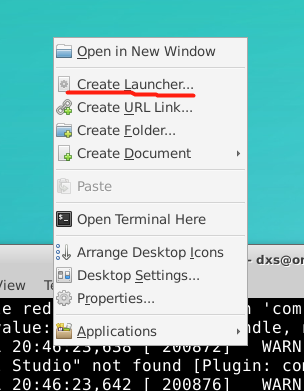 Open in New Window
Create Launcher...
Create URL Link...
Create Folder...
Create Document
Paste
Open Terminal Here
Arrange Desktop Icons
- dxs@or
Desktop Settings...
View
Properties...
e red
'com
value:
ndle, n
Applications
20:46:23,638 [ 200871] WARN
Studio" not found [Plugin: co
20:46:23,642 [ 200872] WARN